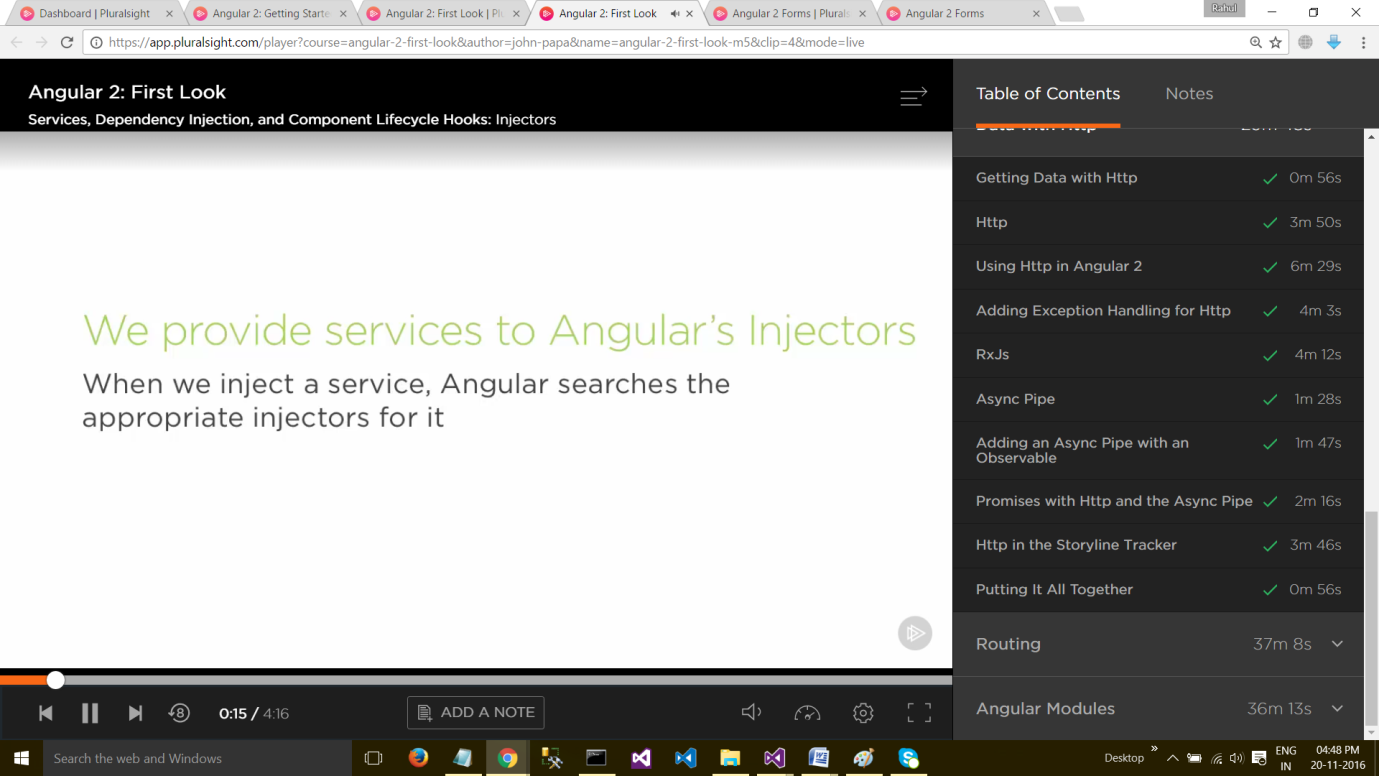 Dashboard | Pluralsight
Angular 2: Getting Starte
Angular 2: First Look | Plu
Angular 2: First Look
Angular 2 Forms | Plurals
Angular 2 Forms
Rahul
https://app.pluralsight.com/player?course=angular-2-first-look&author=john-papa&name=angular-2-first-look-m5&clip=4&mode=live
Angular 2: First Look
Services, Dependency Injection, and Component Lifecycle Hooks: Injectors
We provide services to Angular's Injectors
When we inject a service, Angular searches the
appropriate injectors for it
8
0:15 / 4:16
ADD A NOTE
Table of Contents
Notes
Data with Http
Getting Data with Http 0m 56s
Http 3m 50s
Using Http in Angular 2 6m 29s
Adding Exception Handling for Http 4m 3s
RxJs 4m 12s
Async Pipe 1m 28s
Adding an Async Pipe with an
Observable 1m 47s
Promises with Http and the Async Pipe 2m 16s
Http in the Storyline Tracker 3m 46s
Putting It All Together 0m 56s
Routing 37m 8s
Angular Modules 36m 13s
Search the web and Windows
Desktop
ENG
IN
04:48 PM
20-11-2016